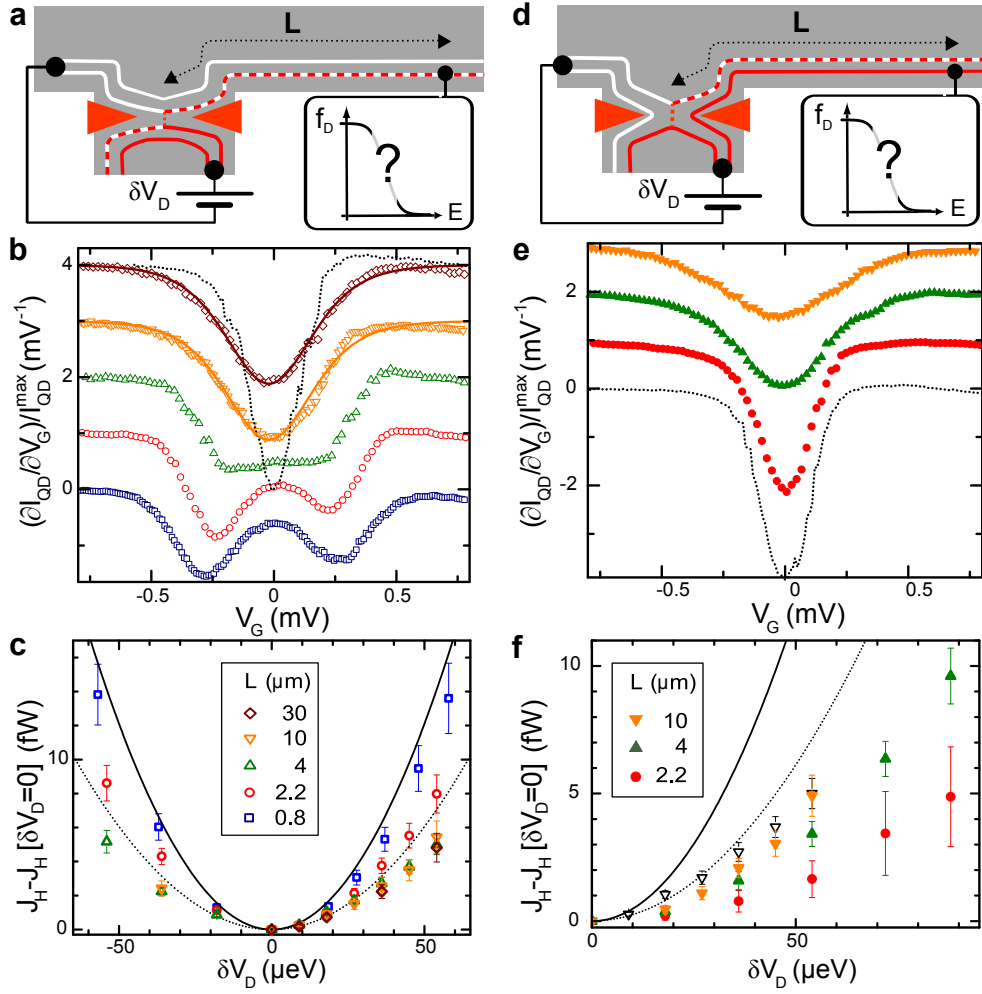 a
L
f_D
?
E
δV_D
d
L
f_D
?
E
δV_D
b
(∂I_QD/∂V_G)/I_QD^max (mV⁻¹)
4
2
0
-0.5
0
0.5
V_G (mV)
e
(∂I_QD/∂V_G)/I_QD^max (mV⁻¹)
2
0
-2
-0.5
0
0.5
V_G (mV)
c
J_H-J_H [δV_D=0] (fW)
10
0
L (µm)
30
10
4
2.2
0.8
-50
0
50
δV_D (µeV)
f
J_H-J_H [δV_D=0] (fW)
10
5
0
L (µm)
10
4
2.2
0
50
δV_D (µeV)